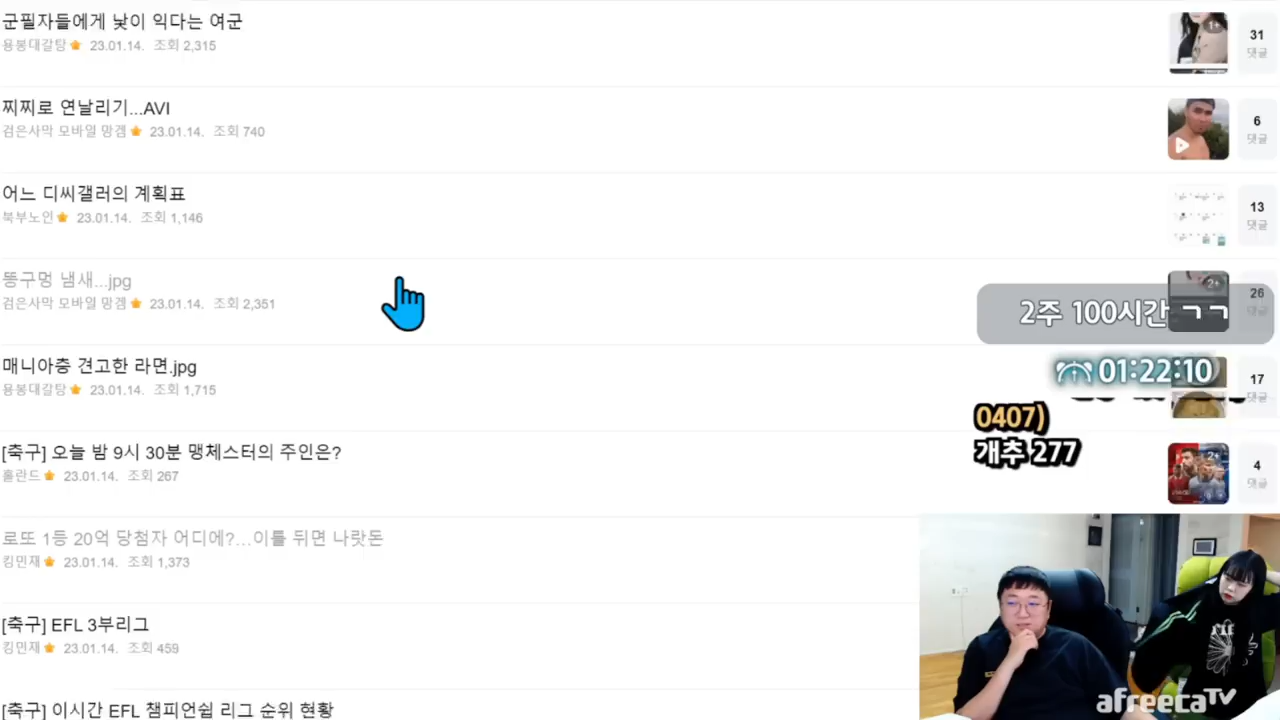 군필자들에게 낯이 익다는 여군
용봉대갈탕 23.01.14. 조회 2,315
1+
31
댓글
찌찌로 연날리기...AVI
검은사막 모바일 망겜 23.01.14. 조회 740
6
댓글
어느 디씨갤러의 계획표
북부노인 23.01.14. 조회 1,146
13
댓글
똥구멍 냄새...jpg
검은사막 모바일 망겜 23.01.14. 조회 2,351
2+
26
댓글
2주 100시간 ㄱㄱ
매니아층 견고한 라면.jpg
용봉대갈탕 23.01.14. 조회 1,715
01:22:10
17
댓글
0407)
개추 277
[축구] 오늘 밤 9시 30분 맹체스터의 주인은?
홀란드 23.01.14. 조회 267
2+
4
댓글
로또 1등 20억 당첨자 어디에?...이틀 뒤면 나랏돈
킹민재 23.01.14. 조회 1,373
[축구] EFL 3부리그
킹민재 23.01.14. 조회 459
[축구] 이시간 EFL 챔피언쉽 리그 순위 현황
afreecaTV